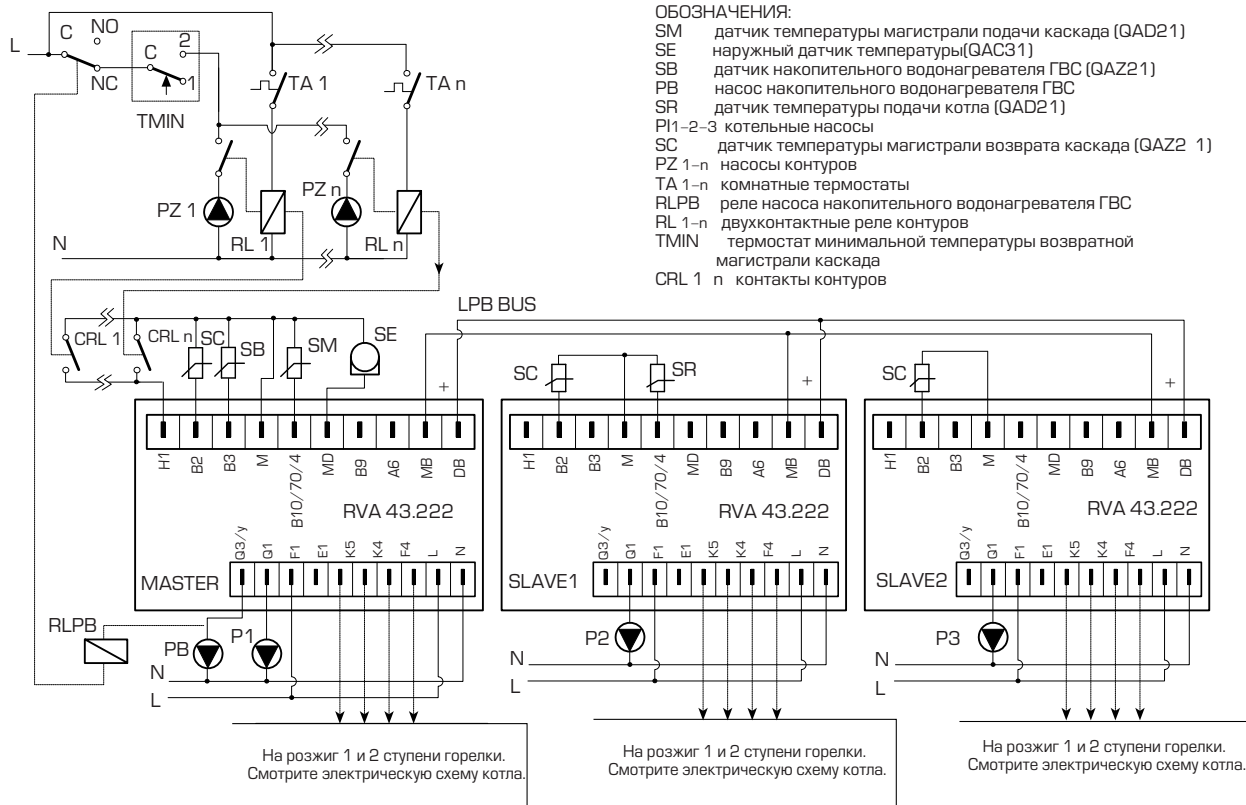 ОБОЗНАЧЕНИЯ:
SM датчик температуры магистрали подачи каскада (QAD21)
SE наружный датчик температуры(QAC31)
SB датчик накопительного водонагревателя ГВС (QAZ21)
PB насос накопительного водонагревателя ГВС
SR датчик температуры подачи котла (QAD21)
PI1-2-3 котельные насосы
SC датчик температуры магистрали возврата каскада (QAZ2 1)
PZ 1-n насосы контуров
TA 1-n комнатные термостаты
RLPB реле насоса накопительного водонагревателя ГВС
RL 1-n двухконтактные реле контуров
TMIN термостат минимальной температуры возвратной
магистрали каскада
CRL 1 n контакты контуров
L
C
NO
NC
C
2
1
TMIN
TA 1
TA n
PZ 1
PZ n
RL 1
RL n
N
LPB BUS
CRL 1
CRL n
SC
SB
SM
SE
+
SC
SR
+
SC
+
H1
B2
B3
M
B10/70/4
MD
B9
A6
MB
DB
RVA 43.222
Q3/y
Q1
F1
E1
K5
K4
F4
L
N
MASTER
H1
B2
B3
M
B10/70/4
MD
B9
A6
MB
DB
RVA 43.222
Q3/y
Q1
F1
E1
K5
K4
F4
L
N
SLAVE1
H1
B2
B3
M
B10/70/4
MD
B9
A6
MB
DB
RVA 43.222
Q3/y
Q1
F1
E1
K5
K4
F4
L
N
SLAVE2
RLPB
PB
P1
N
L
P2
N
L
P3
N
L
На розжиг 1 и 2 ступени горелки.
Смотрите электрическую схему котла.
На розжиг 1 и 2 ступени горелки.
Смотрите электрическую схему котла.
На розжиг 1 и 2 ступени горелки.
Смотрите электрическую схему котла.